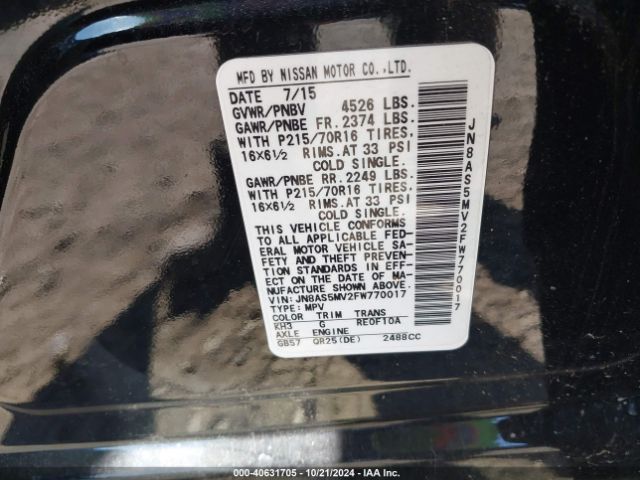 MFD BY NISSAN MOTOR CO.,LTD.
DATE 7/15
GVWR/PNBV 4526 LBS.
GAWR/PNBE FR. 2374 LBS.
WITH P215/70R16 TIRES,
16X6½ RIMS.AT 33 PSI
COLD SINGLE.
GAWR/PNBE RR. 2249 LBS.
WITH P215/70R16 TIRES,
16X6½ RIMS.AT 33 PSI
COLD SINGLE.
THIS VEHICLE CONFORMS
TO ALL APPLICABLE FED-
ERAL MOTOR VEHICLE SA-
FETY AND THEFT PREVEN-
TION STANDARDS IN EFF-
ECT ON THE DATE OF MA-
NUFACTURE SHOWN ABOVE.
VIN: JN8AS5MV2FW770017
TYPE: MPV
COLOR TRIM TRANS
KH3 G RE0F10A
AXLE ENGINE
GB57 QR25(DE) 2488CC
JN8AS5MV2FW770017
000-40631705 - 10/21/2024 - IAA Inc.